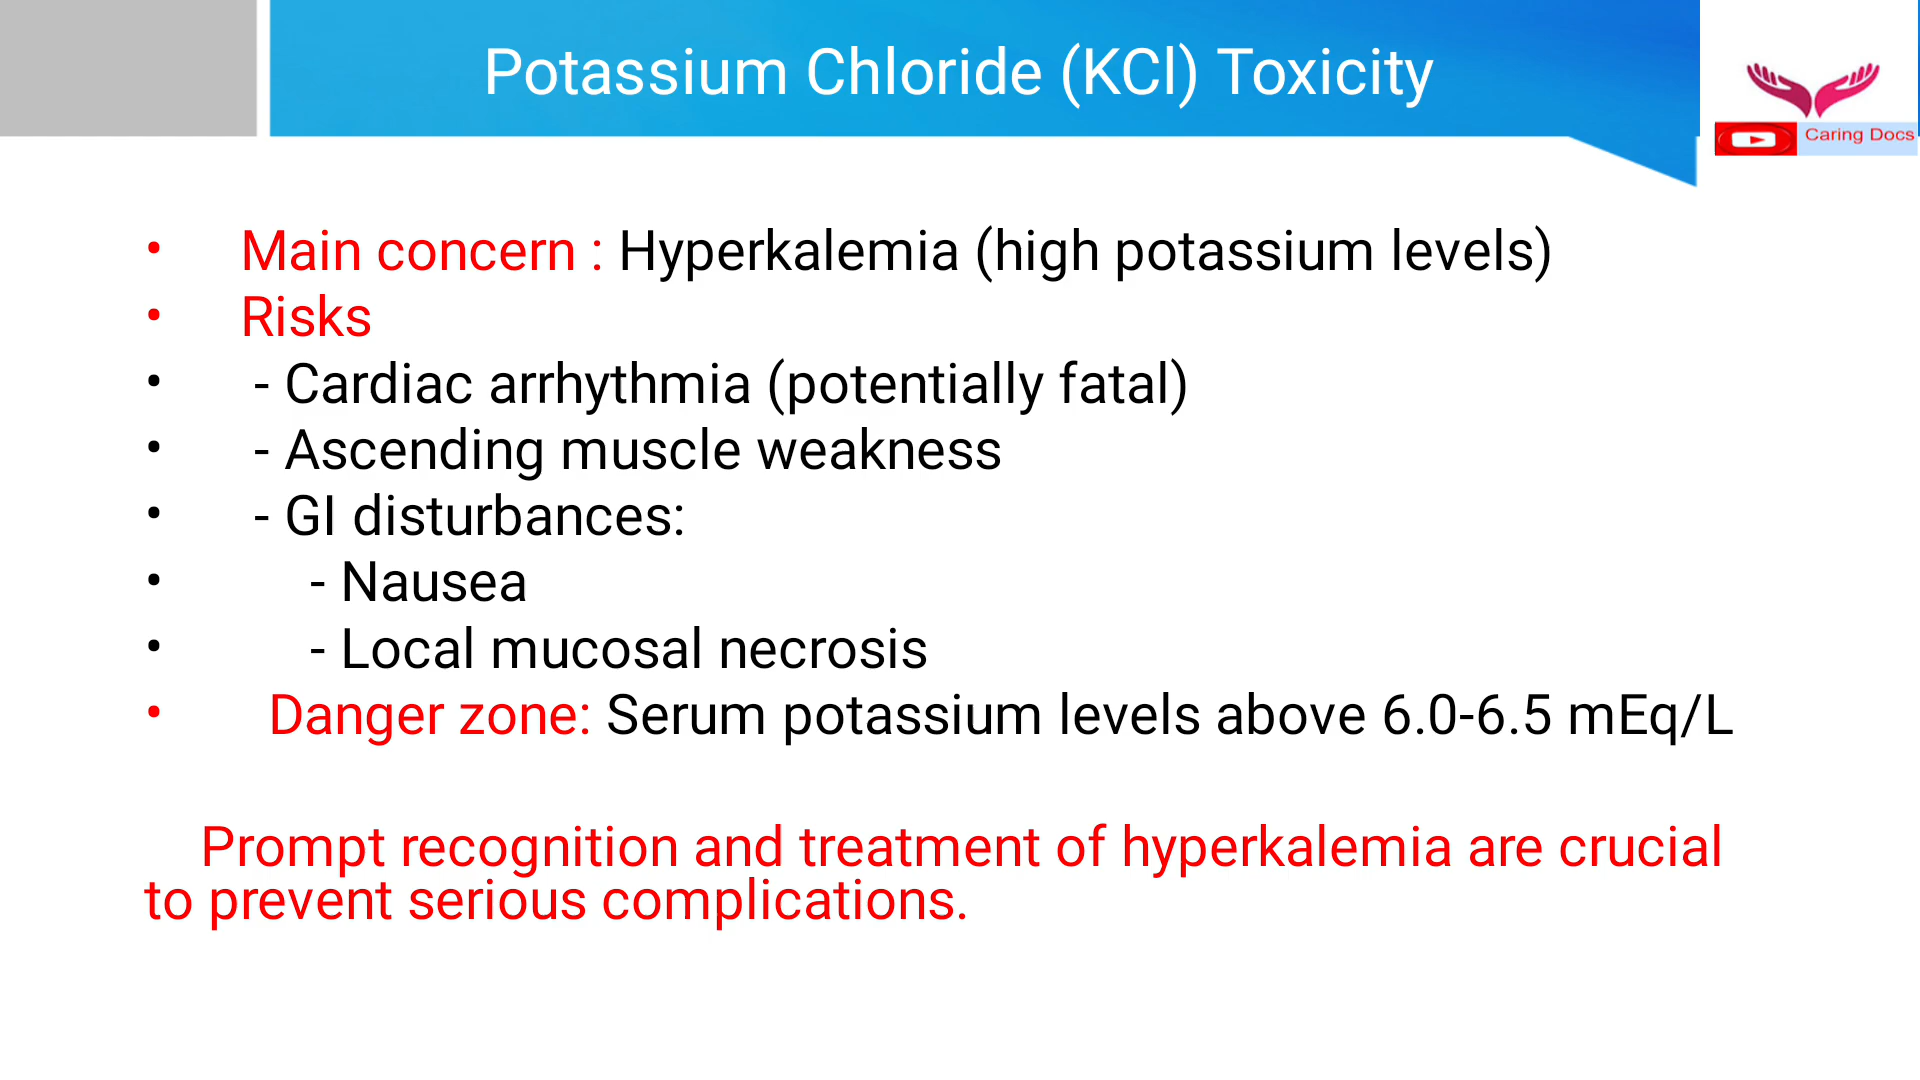 Potassium Chloride (KCl) Toxicity
Caring Docs
• Main concern : Hyperkalemia (high potassium levels)
• Risks
• - Cardiac arrhythmia (potentially fatal)
• - Ascending muscle weakness
• - GI disturbances:
• - Nausea
• - Local mucosal necrosis
• Danger zone: Serum potassium levels above 6.0-6.5 mEq/L
Prompt recognition and treatment of hyperkalemia are crucial
to prevent serious complications.